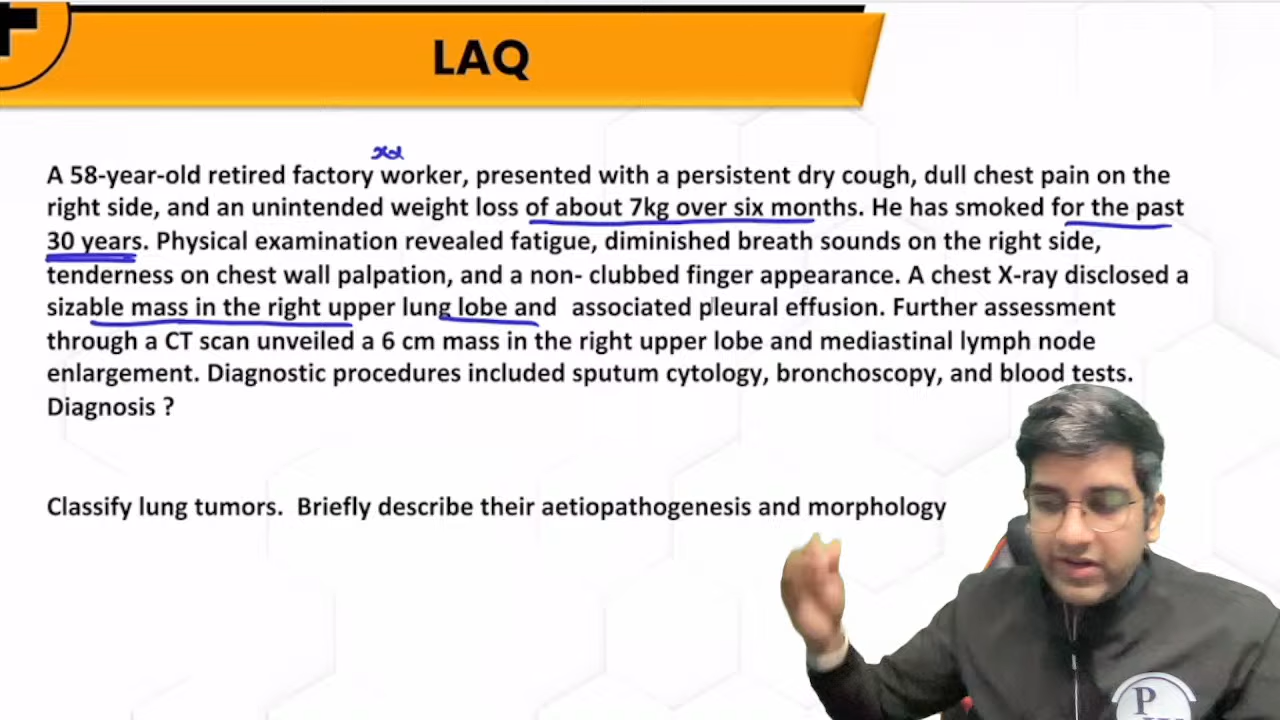 LAQ
A 58-year-old retired factory worker, presented with a persistent dry cough, dull chest pain on the
right side, and an unintended weight loss of about 7kg over six months. He has smoked for the past
30 years. Physical examination revealed fatigue, diminished breath sounds on the right side,
tenderness on chest wall palpation, and a non- clubbed finger appearance. A chest X-ray disclosed a
sizable mass in the right upper lung lobe and associated pleural effusion. Further assessment
through a CT scan unveiled a 6 cm mass in the right upper lobe and mediastinal lymph node
enlargement. Diagnostic procedures included sputum cytology, bronchoscopy, and blood tests.
Diagnosis ?
Classify lung tumors. Briefly describe their aetiopathogenesis and morphology
P